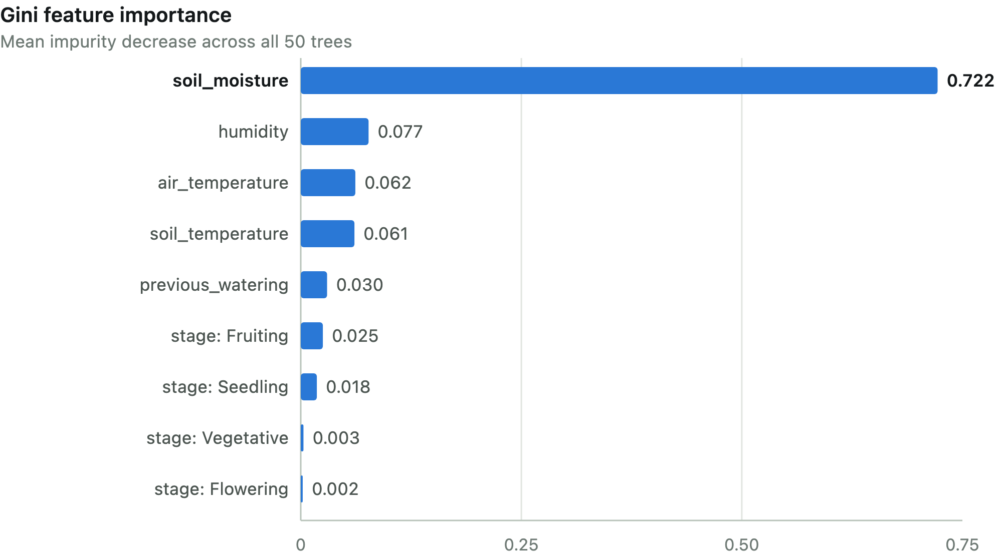 Gini feature importance
Mean impurity decrease across all 50 trees
soil_moisture 0.722
humidity 0.077
air_temperature 0.062
soil_temperature 0.061
previous_watering 0.030
stage: Fruiting 0.025
stage: Seedling 0.018
stage: Vegetative 0.003
stage: Flowering 0.002
0 0.25 0.50 0.75